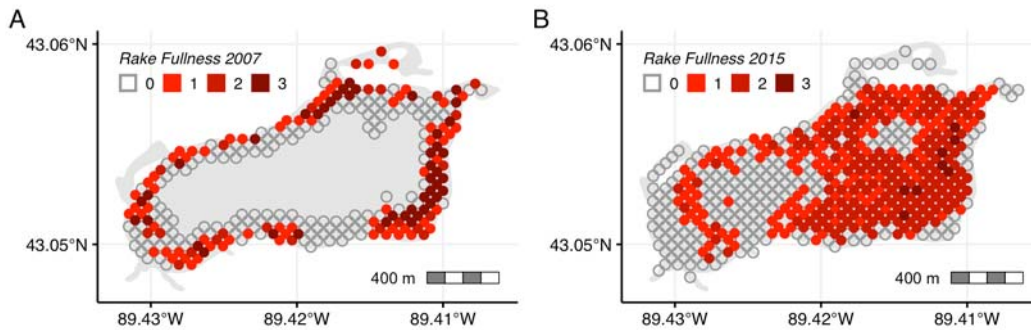 A
B
43.06°N
43.05°N
Rake Fullness 2007
0 1 2 3
400 m
89.43°W 89.42°W 89.41°W
43.06°N
43.05°N
Rake Fullness 2015
0 1 2 3
400 m
89.43°W 89.42°W 89.41°W